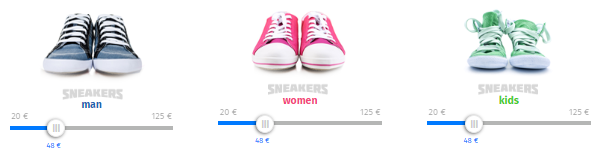 SNEAKERS
man
20 €
125 €
48 €
SNEAKERS
women
20 €
125 €
48 €
SNEAKERS
kids
20 €
125 €
48 €